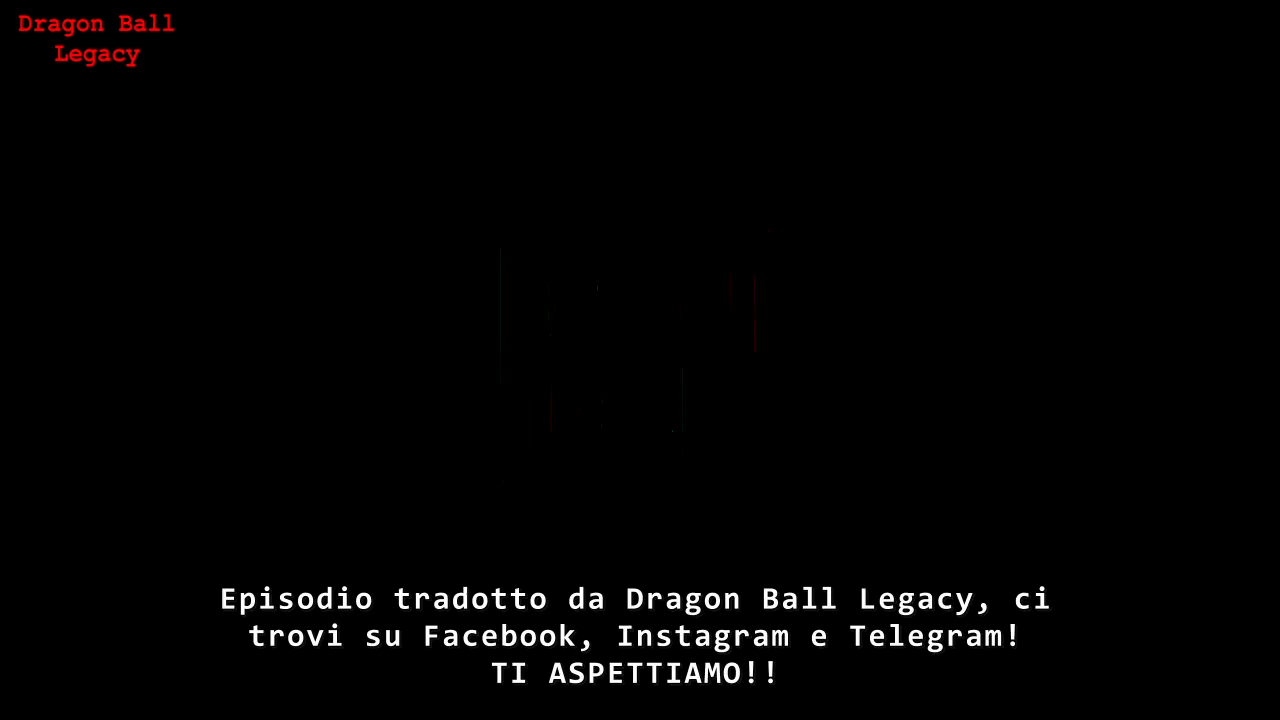 Dragon Ball
Legacy
Episodio tradotto da Dragon Ball Legacy, ci
trovi su Facebook, Instagram e Telegram!
TI ASPETTIAMO!!